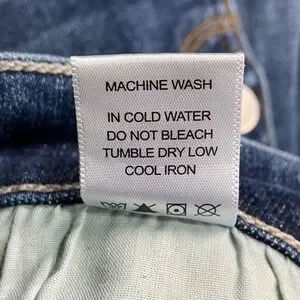 MACHINE WASH
IN COLD WATER
DO NOT BLEACH
TUMBLE DRY LOW
COOL IRON